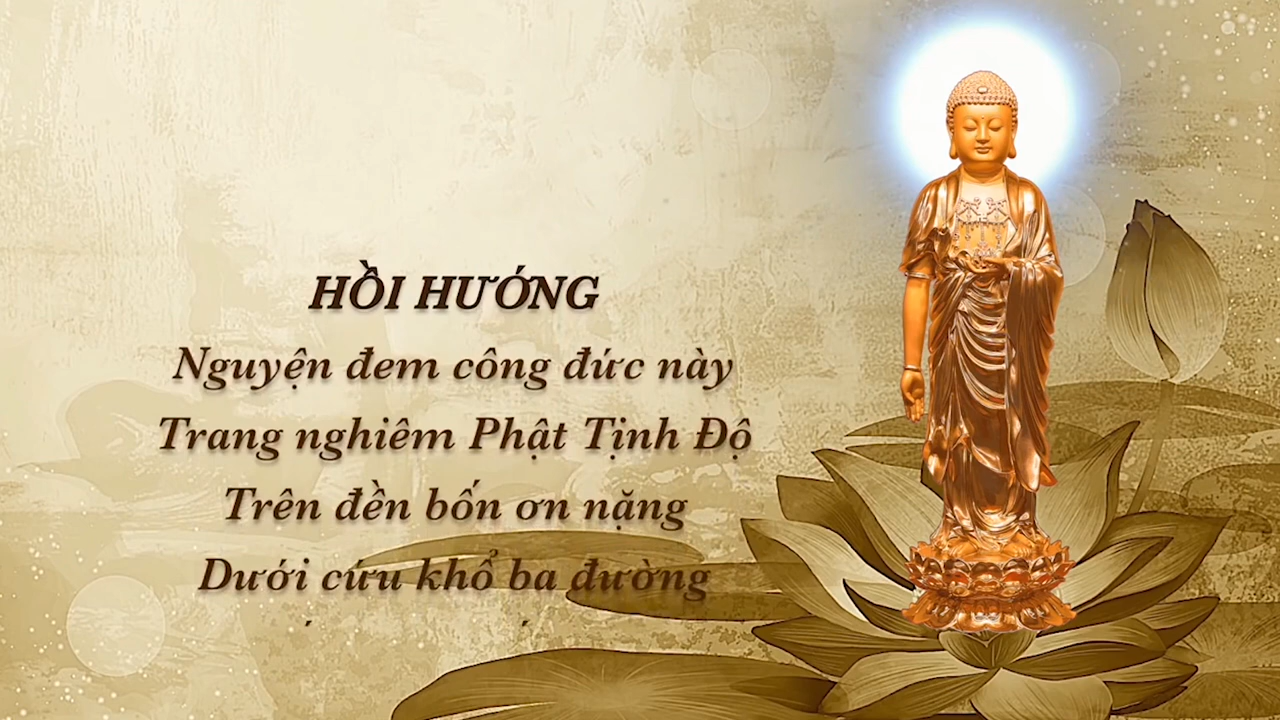 HỒI HƯỚNG
Nguyện đem công đức này
Trang nghiêm Phật Tịnh Độ
Trên đền bốn ơn nặng
Dưới cứu khổ ba đường